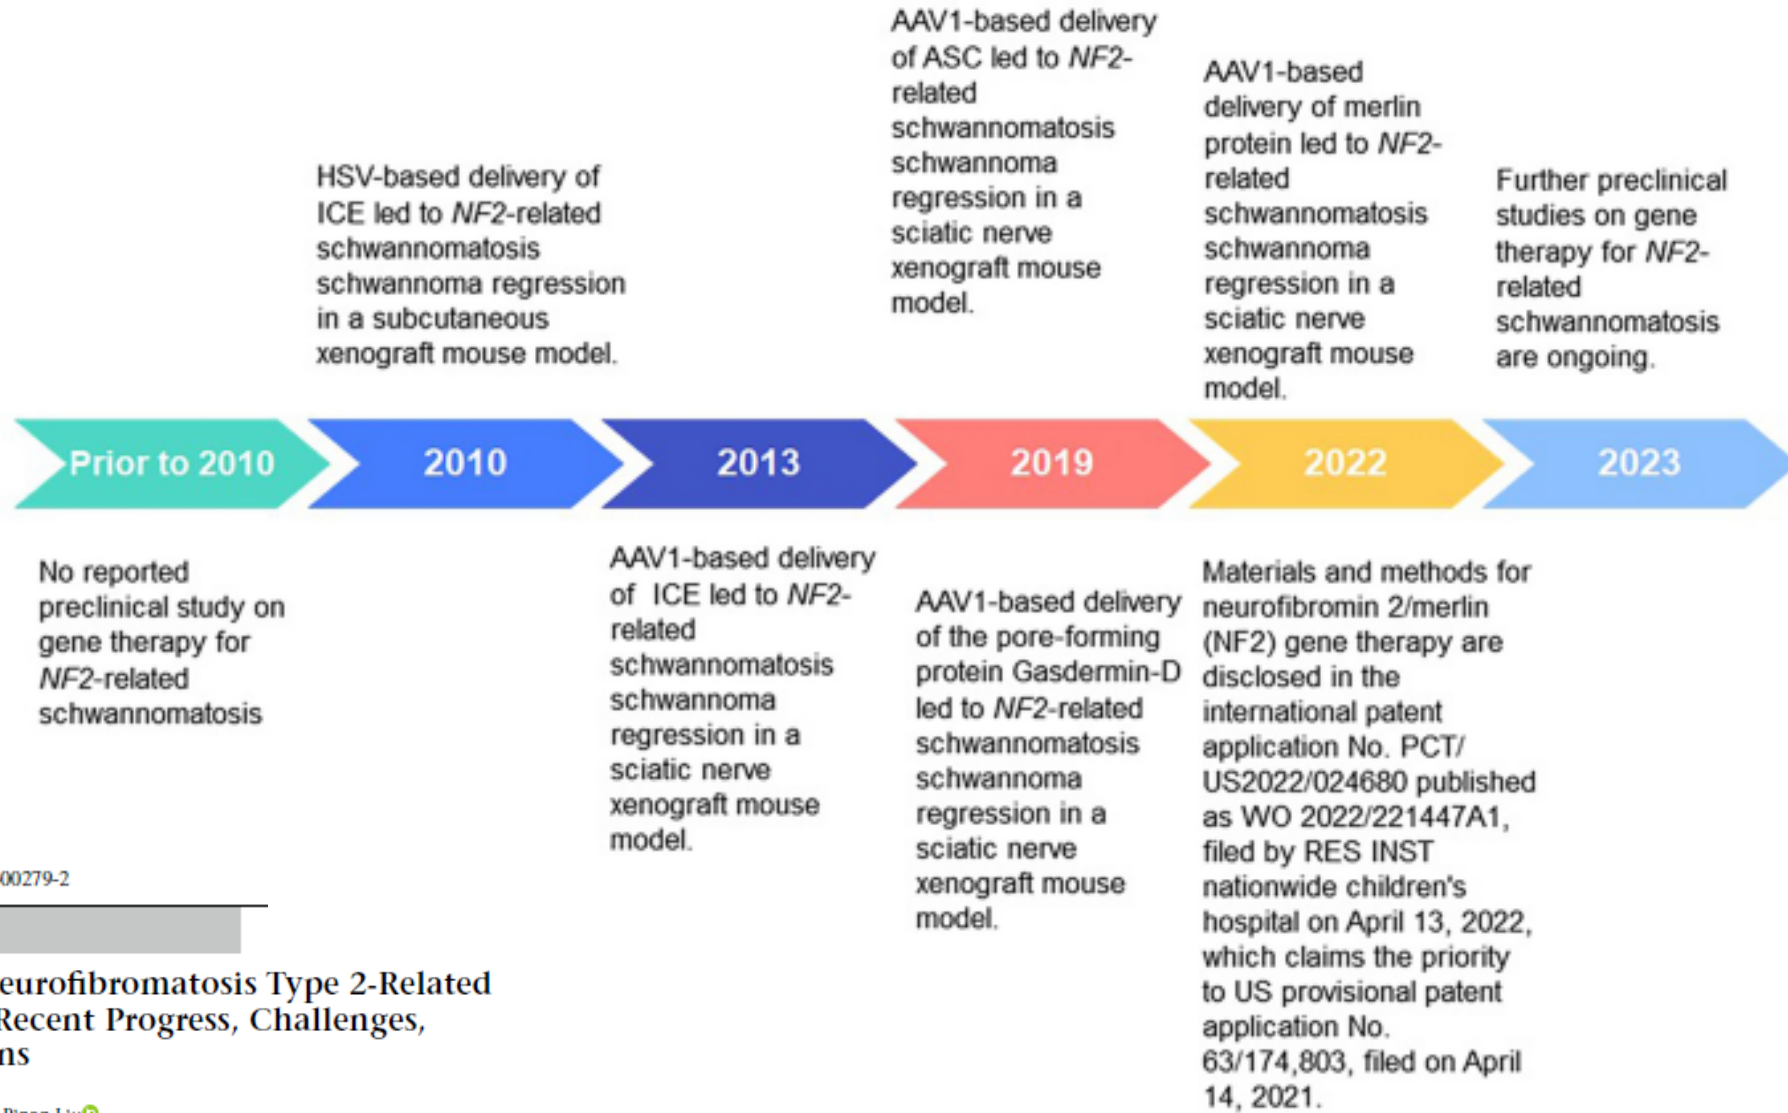 AAV1-based delivery
of ASC led to NF2-
related
schwannomatosis
schwannoma
regression in a
sciatic nerve
xenograft mouse
model.
AAV1-based
delivery of merlin
protein led to NF2-
related
schwannomatosis
schwannoma
regression in a
sciatic nerve
xenograft mouse
model.
HSV-based delivery of
ICE led to NF2-related
schwannomatosis
schwannoma regression
in a subcutaneous
xenograft mouse model.
Further preclinical
studies on gene
therapy for NF2-
related
schwannomatosis
are ongoing.
Prior to 2010
2010
2013
2019
2022
2023
No reported
preclinical study on
gene therapy for
NF2-related
schwannomatosis
AAV1-based delivery
of ICE led to NF2-
related
schwannomatosis
schwannoma
regression in a
sciatic nerve
xenograft mouse
model.
AAV1-based delivery
of the pore-forming
protein Gasdermin-D
led to NF2-related
schwannomatosis
schwannoma
regression in a
sciatic nerve
xenograft mouse
model.
Materials and methods for
neurofibromin 2/merlin
(NF2) gene therapy are
disclosed in the
international patent
application No. PCT/
US2022/024680 published
as WO 2022/221447A1,
filed by RES INST
nationwide children's
hospital on April 13, 2022,
which claims the priority
to US provisional patent
application No.
63/174,803, filed on April
14, 2021.
00279-2
eurofibromatosis Type 2-Related
Recent Progress, Challenges,
ns